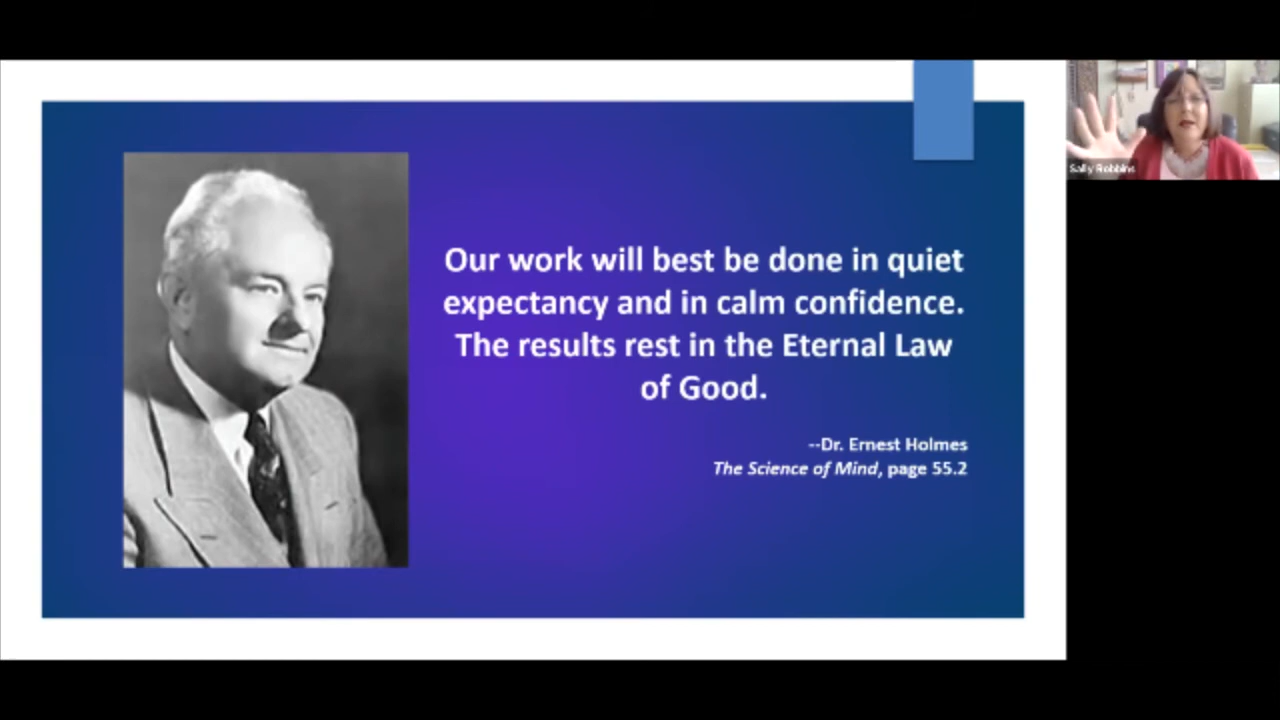 Our work will best be done in quiet
expectancy and in calm confidence.
The results rest in the Eternal Law
of Good.
--Dr. Ernest Holmes
The Science of Mind, page 55.2
Sally Robbins